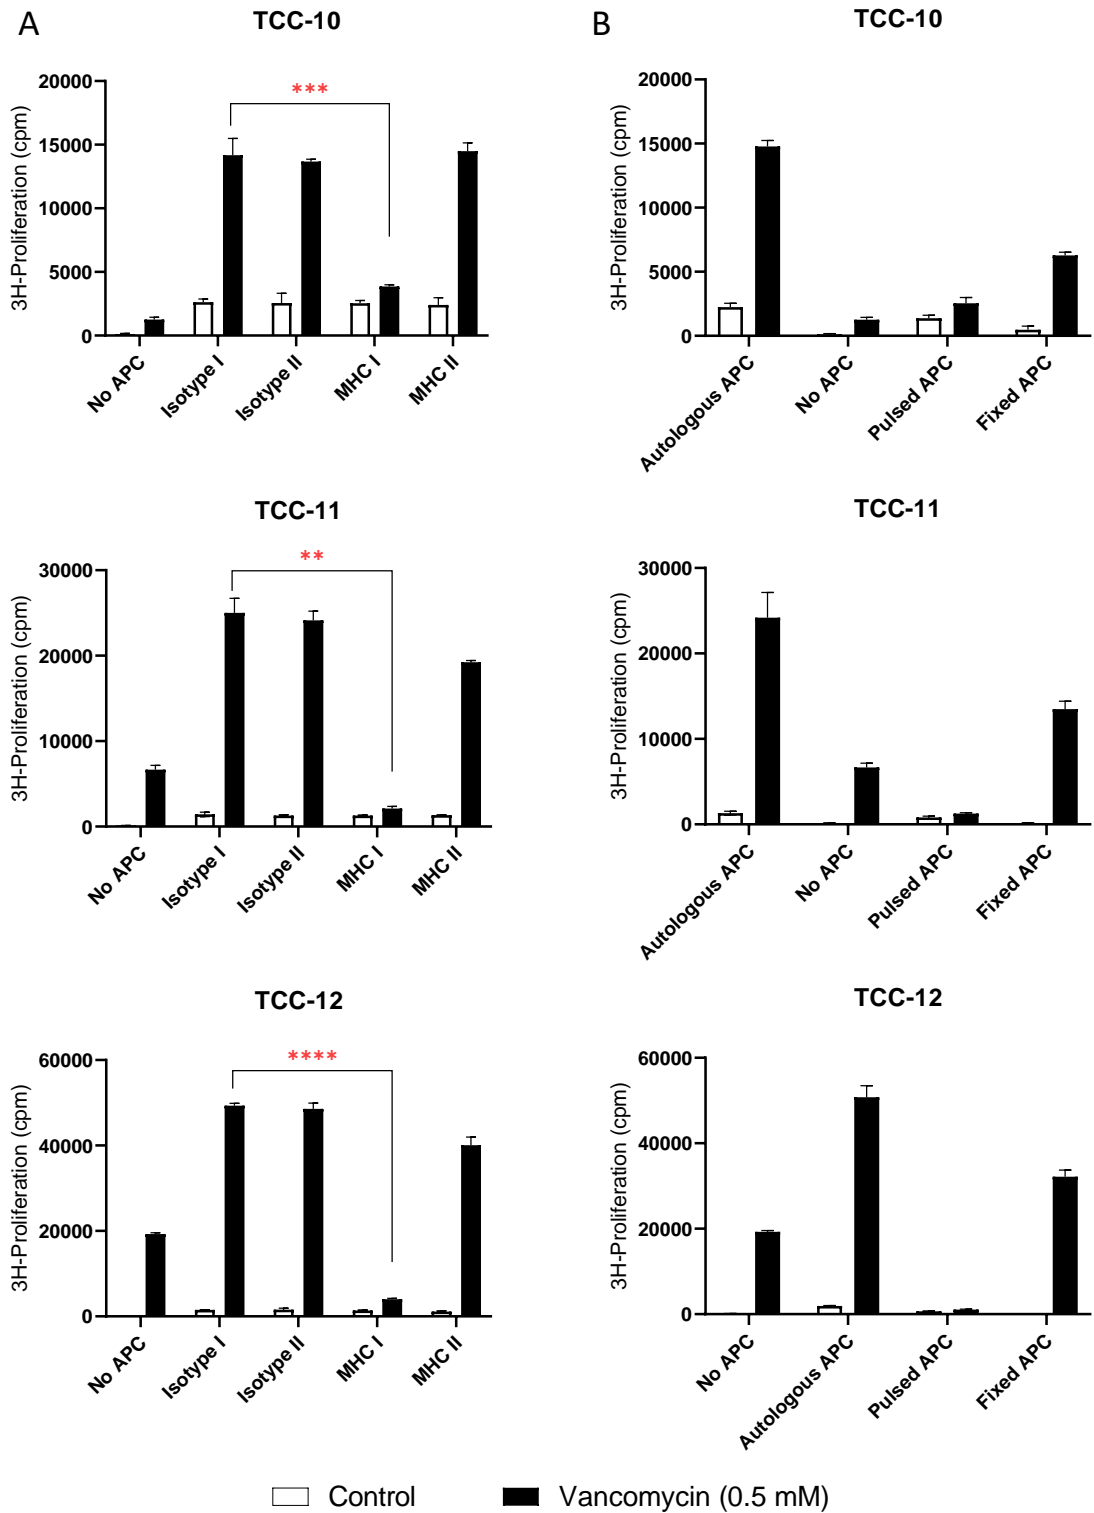 A
TCC-10
3H-Proliferation (cpm)
20000
15000
10000
5000
0
***
No APC
Isotype I
Isotype II
MHC I
MHC II
B
TCC-10
3H-Proliferation (cpm)
20000
15000
10000
5000
0
Autologous APC
No APC
Pulsed APC
Fixed APC
TCC-11
3H-Proliferation (cpm)
30000
20000
10000
0
**
No APC
Isotype I
Isotype II
MHC I
MHC II
TCC-11
3H-Proliferation (cpm)
30000
20000
10000
0
Autologous APC
No APC
Pulsed APC
Fixed APC
TCC-12
3H-Proliferation (cpm)
60000
40000
20000
0
****
No APC
Isotype I
Isotype II
MHC I
MHC II
TCC-12
3H-Proliferation (cpm)
60000
40000
20000
0
No APC
Autologous APC
Pulsed APC
Fixed APC
Control
Vancomycin (0.5 mM)